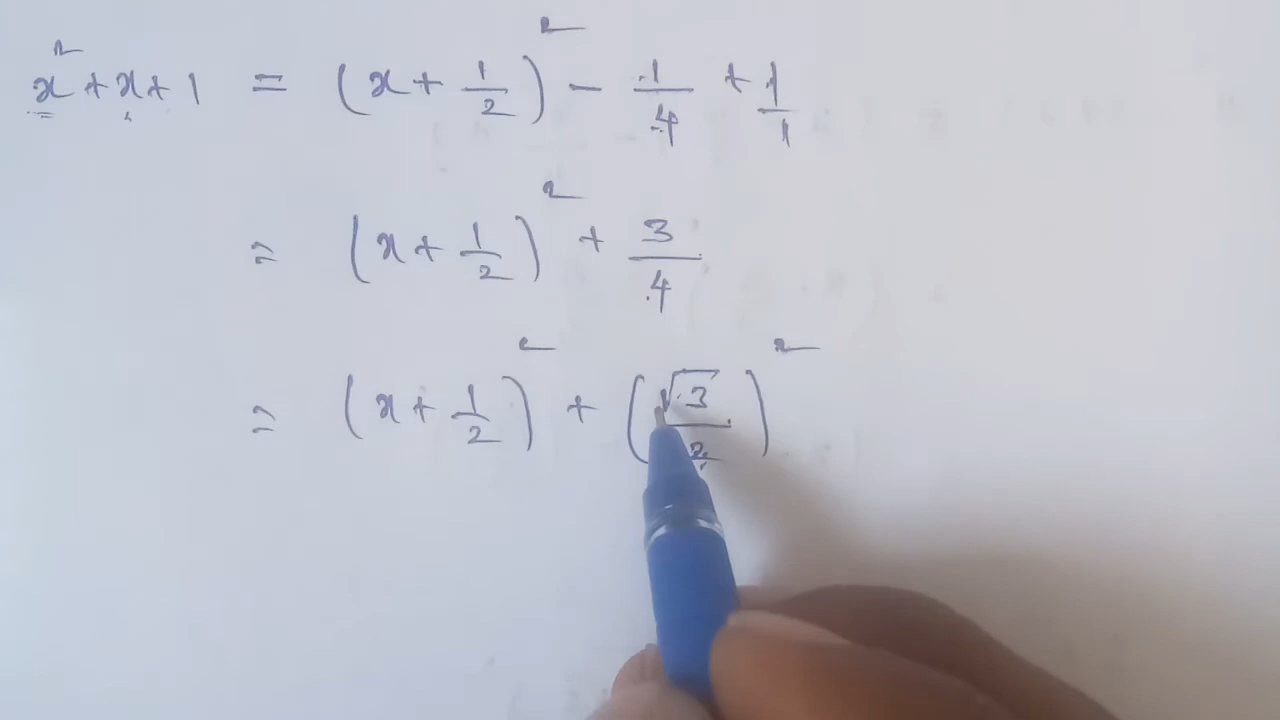 x² + x + 1 = (x + 1/2)² - 1/4 + 1/1
= (x + 1/2)² + 3/4
= (x + 1/2)² + (√3/2)²